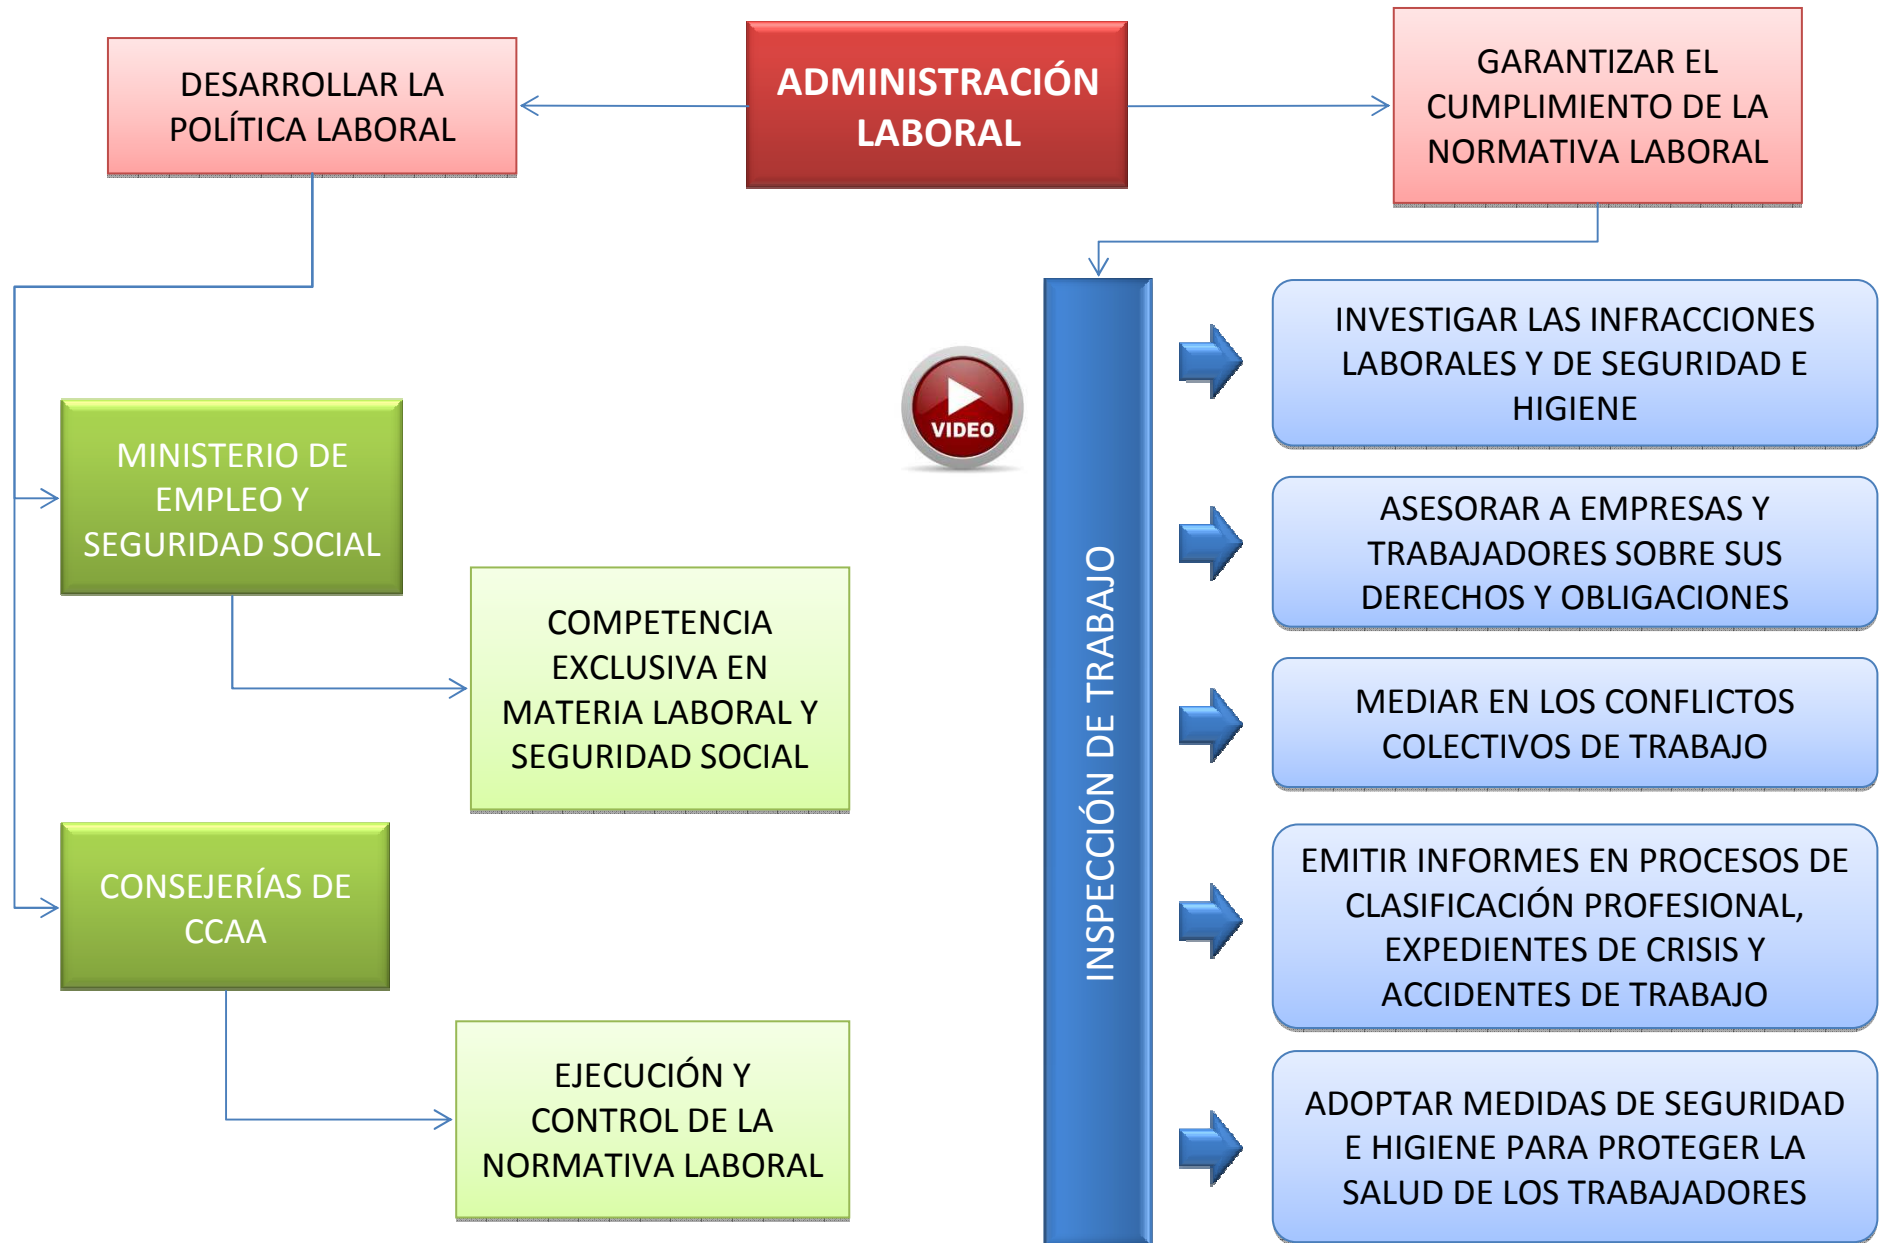 DESARROLLAR LA
POLÍTICA LABORAL
ADMINISTRACIÓN
LABORAL
GARANTIZAR EL
CUMPLIMIENTO DE LA
NORMATIVA LABORAL
MINISTERIO DE
EMPLEO Y
SEGURIDAD SOCIAL
COMPETENCIA
EXCLUSIVA EN
MATERIA LABORAL Y
SEGURIDAD SOCIAL
CONSEJERÍAS DE
CCAA
EJECUCIÓN Y
CONTROL DE LA
NORMATIVA LABORAL
VIDEO
INSPECCIÓN DE TRABAJO
INVESTIGAR LAS INFRACCIONES
LABORALES Y DE SEGURIDAD E
HIGIENE
ASESORAR A EMPRESAS Y
TRABAJADORES SOBRE SUS
DERECHOS Y OBLIGACIONES
MEDIAR EN LOS CONFLICTOS
COLECTIVOS DE TRABAJO
EMITIR INFORMES EN PROCESOS DE
CLASIFICACIÓN PROFESIONAL,
EXPEDIENTES DE CRISIS Y
ACCIDENTES DE TRABAJO
ADOPTAR MEDIDAS DE SEGURIDAD
E HIGIENE PARA PROTEGER LA
SALUD DE LOS TRABAJADORES